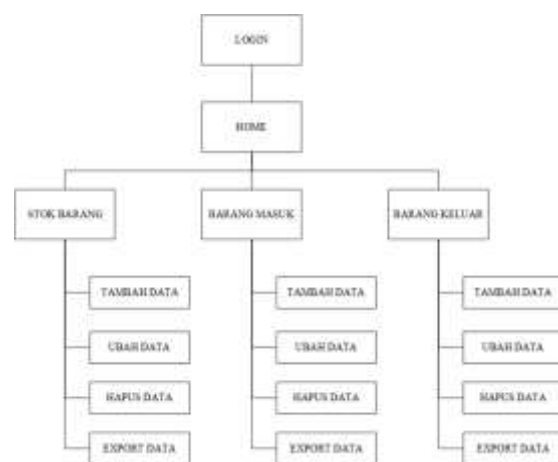 LOGIN
HOME
STOK BARANG
BARANG MASUK
BARANG KELUAR
TAMBAH DATA
TAMBAH DATA
TAMBAH DATA
UBAH DATA
UBAH DATA
UBAH DATA
HAPUS DATA
HAPUS DATA
HAPUS DATA
EXPORT DATA
EXPORT DATA
EXPORT DATA